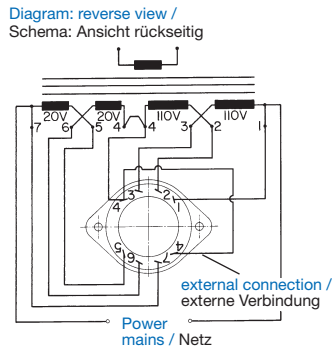 Diagram: reverse view /
Schema: Ansicht rückseitig
20V 20V 110V 110V
7 6 5 4 4 3 2 1
3 2
4 1
5 4
6 7
external connection /
externe Verbindung
Power
mains / Netz